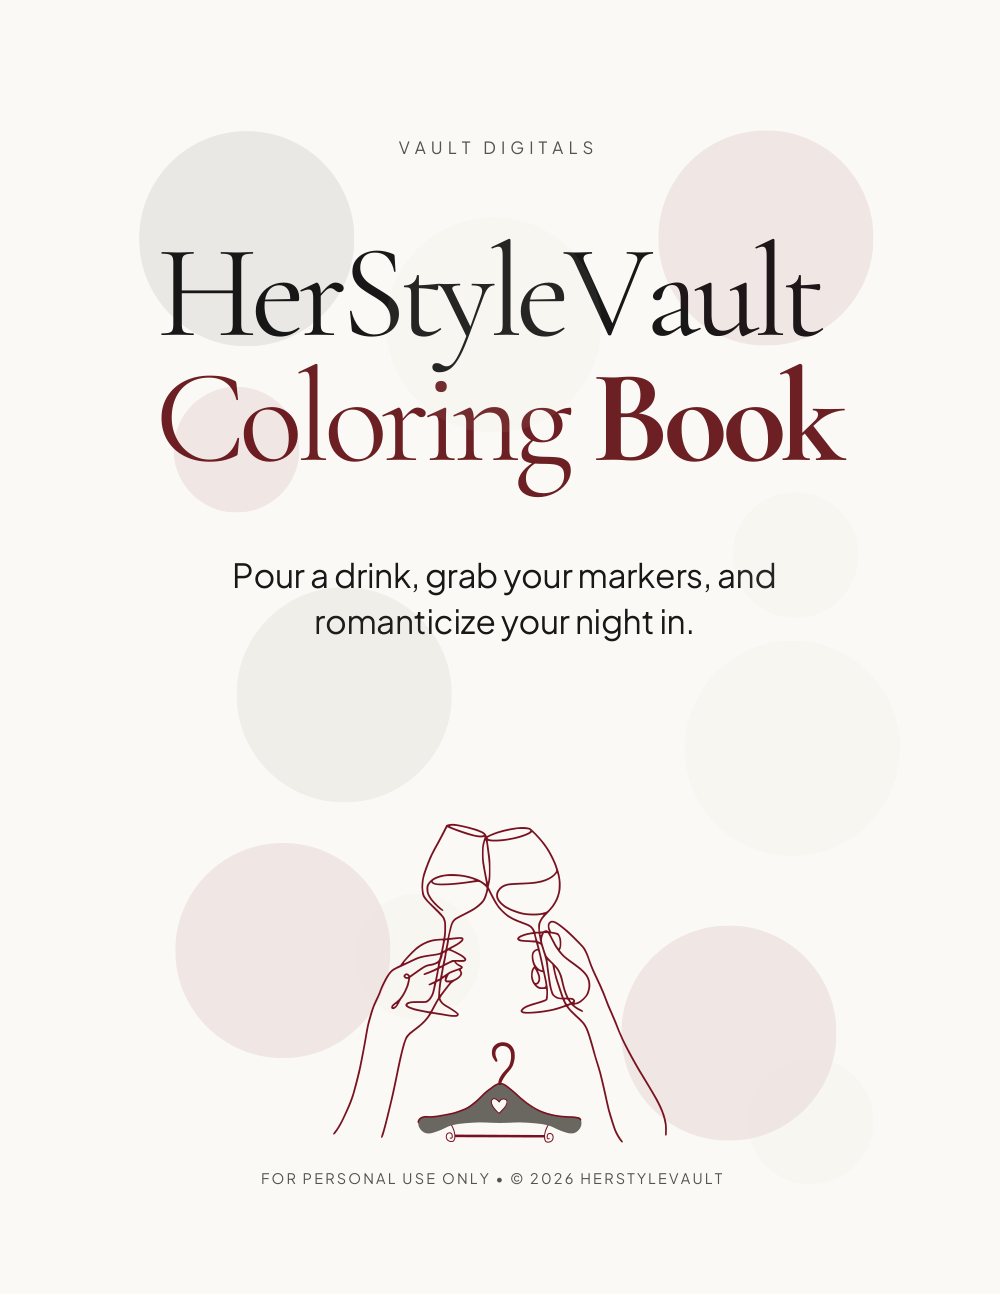 VAULT DIGITALS
HerStyleVault
Coloring Book
Pour a drink, grab your markers, and
romanticize your night in.
FOR PERSONAL USE ONLY • © 2026 HERSTYLEVAULT